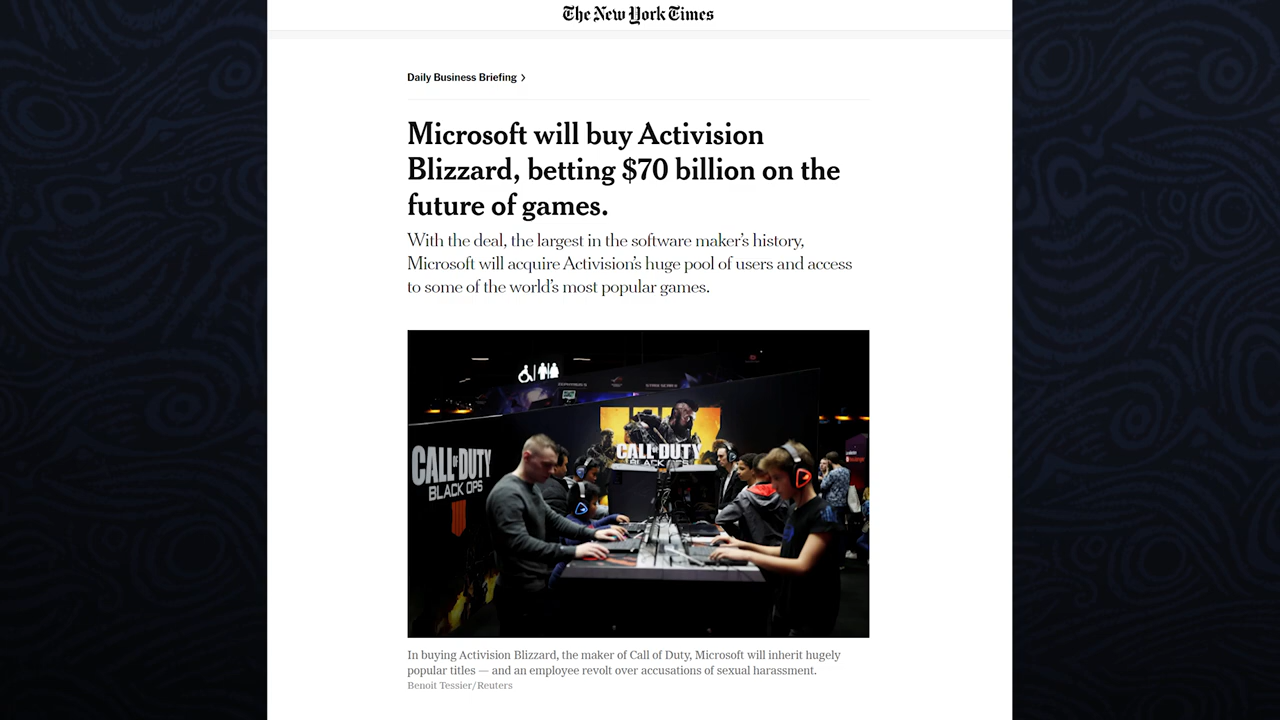 The New York Times
Daily Business Briefing >
Microsoft will buy Activision
Blizzard, betting $70 billion on the
future of games.
With the deal, the largest in the software maker's history,
Microsoft will acquire Activision's huge pool of users and access
to some of the world's most popular games.
CALL OF DUTY
BLACK OPS
CALL OF DUTY
BLACK OPS
In buying Activision Blizzard, the maker of Call of Duty, Microsoft will inherit hugely
popular titles — and an employee revolt over accusations of sexual harassment.
Benoit Tessier/Reuters